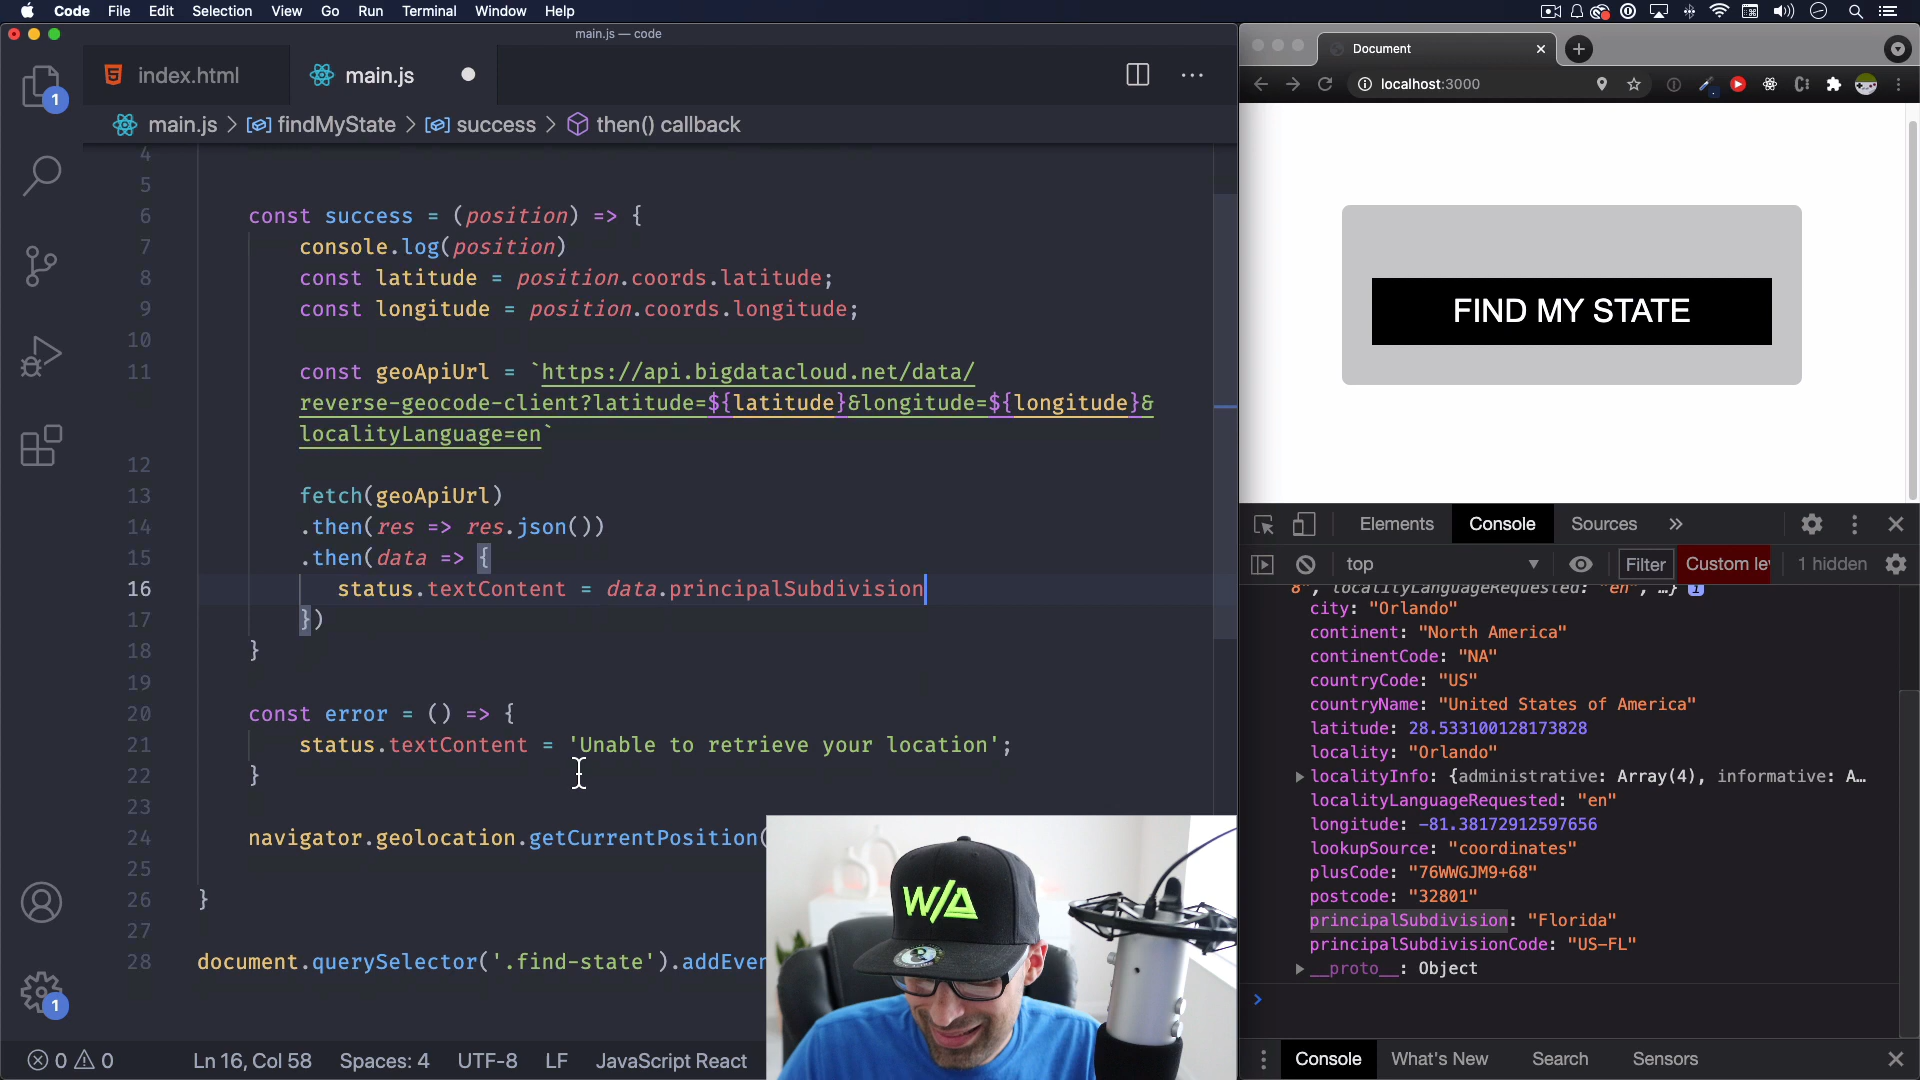 Code File Edit Selection View Go Run Terminal Window Help
main.js — code
index.html
main.js
1
main.js > findMyState > success > then() callback
4
5
6 const success = (position) => {
7 console.log(position)
8 const latitude = position.coords.latitude;
9 const longitude = position.coords.longitude;
10
11 const geoApiUrl = `https://api.bigdatacloud.net/data/
reverse-geocode-client?latitude=${latitude}&longitude=${longitude}&
localityLanguage=en`
12
13 fetch(geoApiUrl)
14 .then(res => res.json())
15 .then(data => {
16 status.textContent = data.principalSubdivision
17 })
18 }
19
20 const error = () => {
21 status.textContent = 'Unable to retrieve your location';
22 }
23
24 navigator.geolocation.getCurrentPosition(
25
26 }
27
28 document.querySelector('.find-state').addEven
1
0 0 Ln 16, Col 58 Spaces: 4 UTF-8 LF JavaScript React
W/A
Document
localhost:3000
FIND MY STATE
Elements Console Sources
top Filter Custom le 1 hidden
8", localityLanguageRequested: "en", …} i
city: "Orlando"
continent: "North America"
continentCode: "NA"
countryCode: "US"
countryName: "United States of America"
latitude: 28.533100128173828
locality: "Orlando"
localityInfo: {administrative: Array(4), informative: A…
localityLanguageRequested: "en"
longitude: -81.38172912597656
lookupSource: "coordinates"
plusCode: "76WWGJM9+68"
postcode: "32801"
principalSubdivision: "Florida"
principalSubdivisionCode: "US-FL"
__proto__: Object
Console What's New Search Sensors